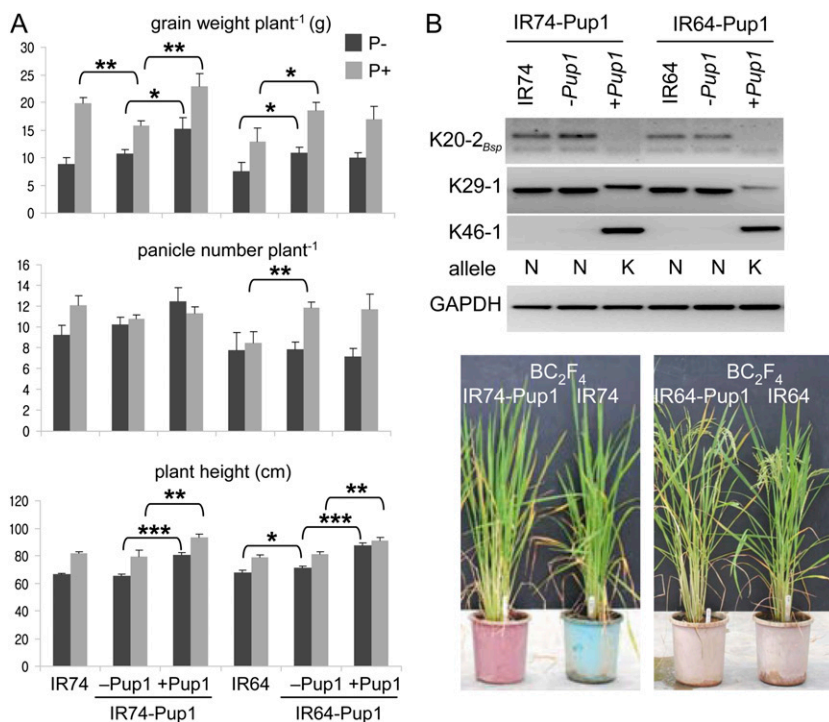 A
grain weight plant⁻¹ (g)
P-
P+
30
25
20
15
10
5
0
**
**
*
*
*
panicle number plant⁻¹
16
14
12
10
8
6
4
2
0
**
plant height (cm)
120
100
80
60
40
20
0
***
**
*
***
**
IR74
–Pup1
+Pup1
IR64
–Pup1
+Pup1
IR74-Pup1
IR64-Pup1
B
IR74-Pup1
IR64-Pup1
IR74
-Pup1
+Pup1
IR64
-Pup1
+Pup1
K20-2Bsp
K29-1
K46-1
allele N N K N N K
GAPDH
BC₂F₄
IR74-Pup1 IR74
BC₂F₄
IR64-Pup1 IR64